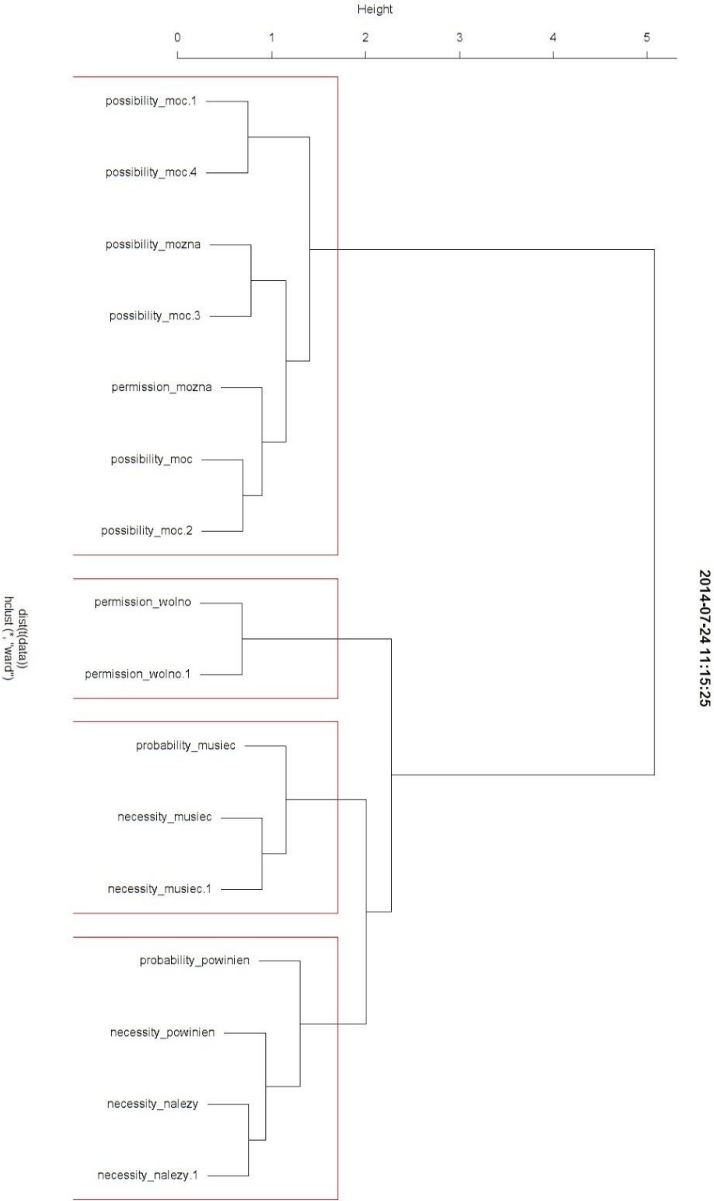 Height
0 1 2 3 4 5
possibility_moc.1
possibility_moc.4
possibility_mozna
possibility_moc.3
permission_mozna
possibility_moc
possibility_moc.2
permission_wolno
permission_wolno.1
probability_musiec
necessity_musiec
necessity_musiec.1
probability_powinien
necessity_powinien
necessity_nalezy
necessity_nalezy.1
2014-07-24 11:15:25
dist(t(data))
hclust (*, "ward")